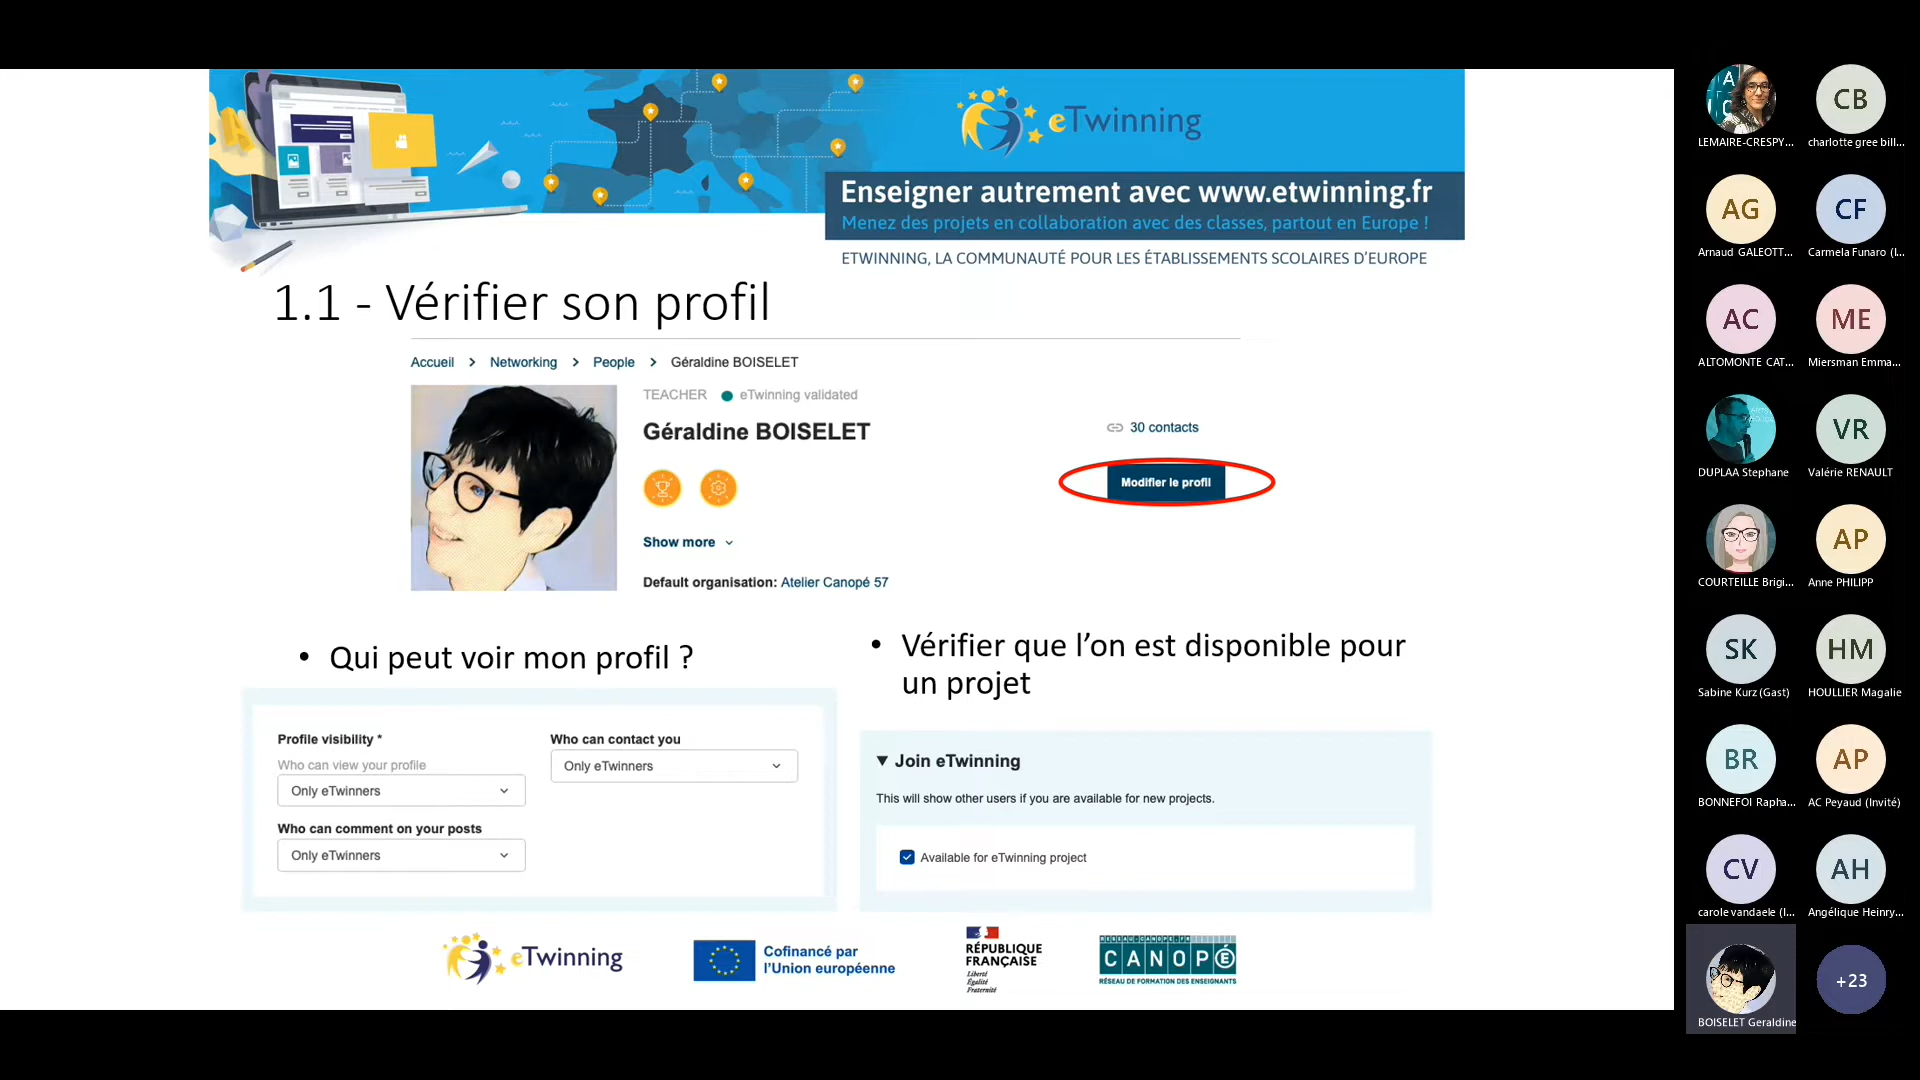 eTwinning
Enseigner autrement avec www.etwinning.fr
Menez des projets en collaboration avec des classes, partout en Europe !
ETWINNING, LA COMMUNAUTÉ POUR LES ÉTABLISSEMENTS SCOLAIRES D'EUROPE
1.1 - Vérifier son profil
Accueil > Networking > People > Géraldine BOISELET
TEACHER eTwinning validated
Géraldine BOISELET
30 contacts
Modifier le profil
Show more
Default organisation: Atelier Canopé 57
• Qui peut voir mon profil ?
Profile visibility *
Who can view your profile
Only eTwinners
Who can contact you
Only eTwinners
Who can comment on your posts
Only eTwinners
• Vérifier que l'on est disponible pour
un projet
Join eTwinning
This will show other users if you are available for new projects.
Available for eTwinning project
eTwinning
Cofinancé par
l'Union européenne
RÉPUBLIQUE
FRANÇAISE
Liberté
Égalité
Fraternité
CANOPÉ
RÉSEAU DE FORMATION DES ENSEIGNANTS
LEMAIRE-CRESPY...
CB
charlotte gree bill...
AG
Arnaud GALEOTT...
CF
Carmela Funaro (I...
AC
ALTOMONTE CAT...
ME
Miersman Emma...
DUPLAA Stephane
VR
Valérie RENAULT
COURTEILLE Brigi...
AP
Anne PHILIPP
SK
Sabine Kurz (Gast)
HM
HOULLIER Magalie
BR
BONNEFOI Rapha...
AP
AC Peyaud (Invité)
CV
carole vandaele (I...
AH
Angélique Heinry...
BOISELET Geraldine
+23